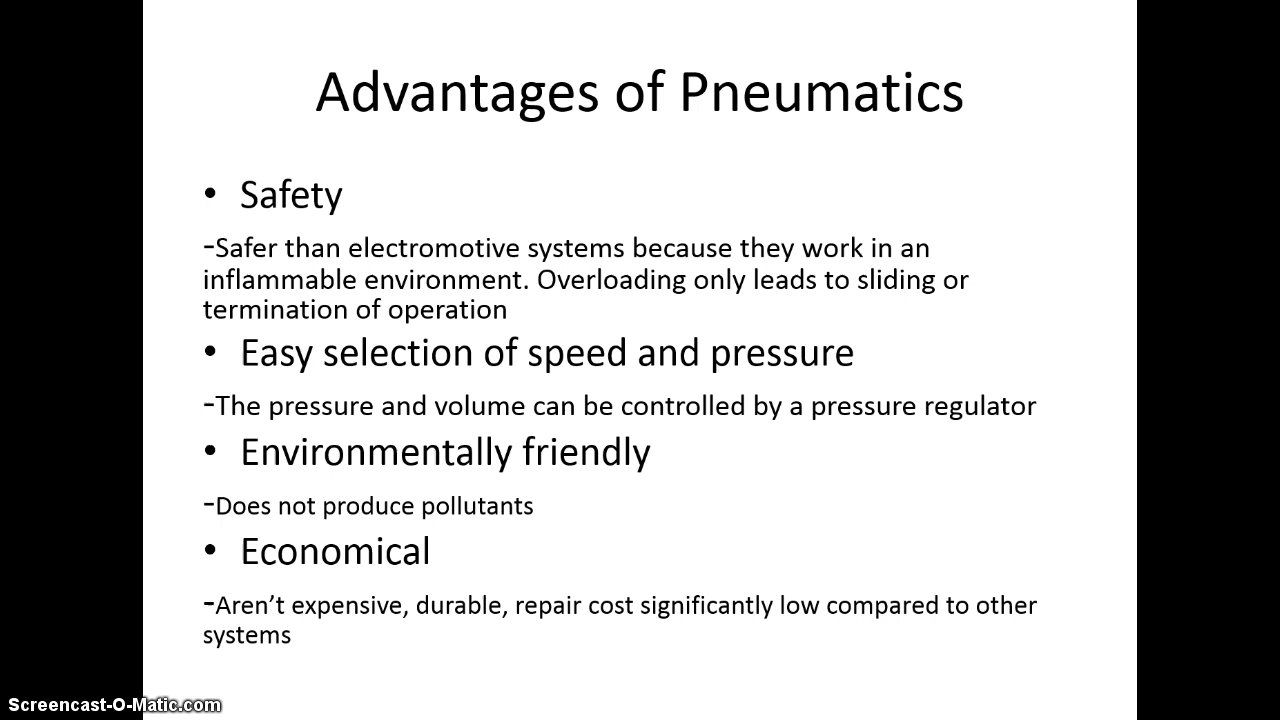 Advantages of Pneumatics
• Safety
-Safer than electromotive systems because they work in an
inflammable environment. Overloading only leads to sliding or
termination of operation
• Easy selection of speed and pressure
-The pressure and volume can be controlled by a pressure regulator
• Environmentally friendly
-Does not produce pollutants
• Economical
-Aren’t expensive, durable, repair cost significantly low compared to other
systems
Screencast-O-Matic.com